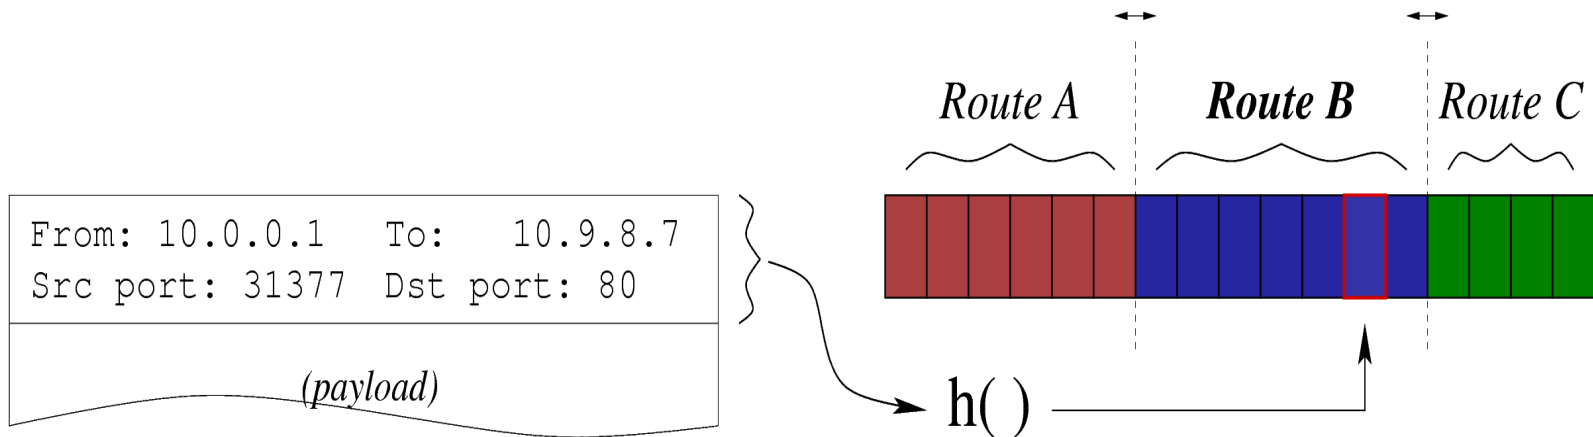 Route A Route B Route C
From: 10.0.0.1 To: 10.9.8.7
Src port: 31377 Dst port: 80
(payload)
h( )